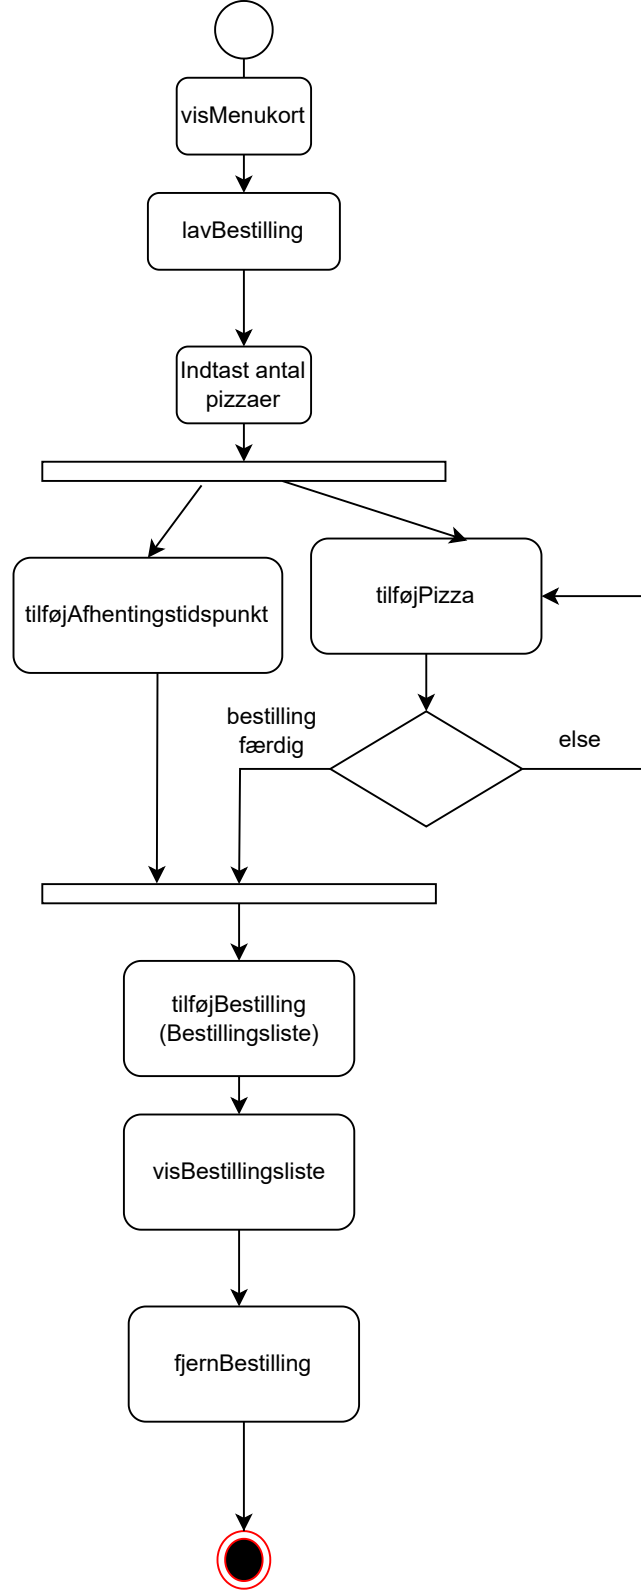 visMenukort
lavBestilling
Indtast antal
pizzaer
tilføjAfhentingstidspunkt
tilføjPizza
bestilling
færdig
else
tilføjBestilling
(Bestillingsliste)
visBestillingsliste
fjernBestilling